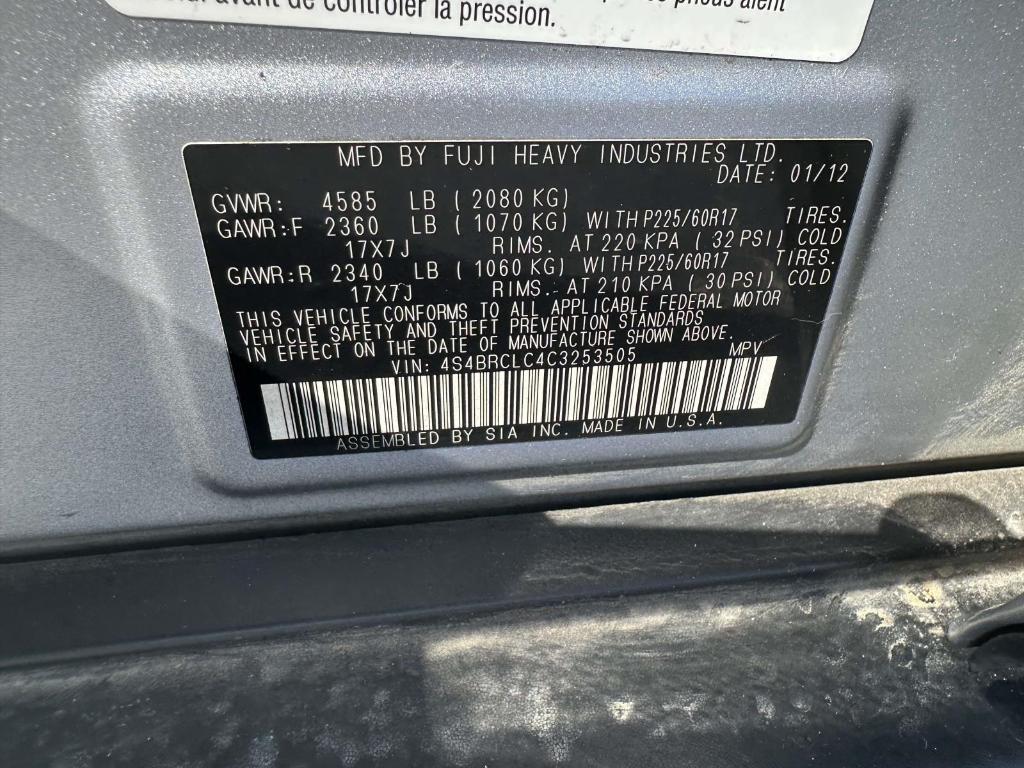 avant de contrôler la pression.
pneus aient
MFD BY FUJI HEAVY INDUSTRIES LTD.
DATE: 01/12
GVWR: 4585 LB ( 2080 KG)
GAWR:F 2360 LB ( 1070 KG) WITH P225/60R17 TIRES.
17X7J RIMS. AT 220 KPA ( 32 PSI) COLD
GAWR:R 2340 LB ( 1060 KG) WITH P225/60R17 TIRES.
17X7J RIMS. AT 210 KPA ( 30 PSI) COLD
THIS VEHICLE CONFORMS TO ALL APPLICABLE FEDERAL MOTOR
VEHICLE SAFETY AND THEFT PREVENTION STANDARDS
IN EFFECT ON THE DATE OF MANUFACTURE SHOWN ABOVE.
VIN: 4S4BRCLC4C3253505 MPV
ASSEMBLED BY SIA INC. MADE IN U.S.A.